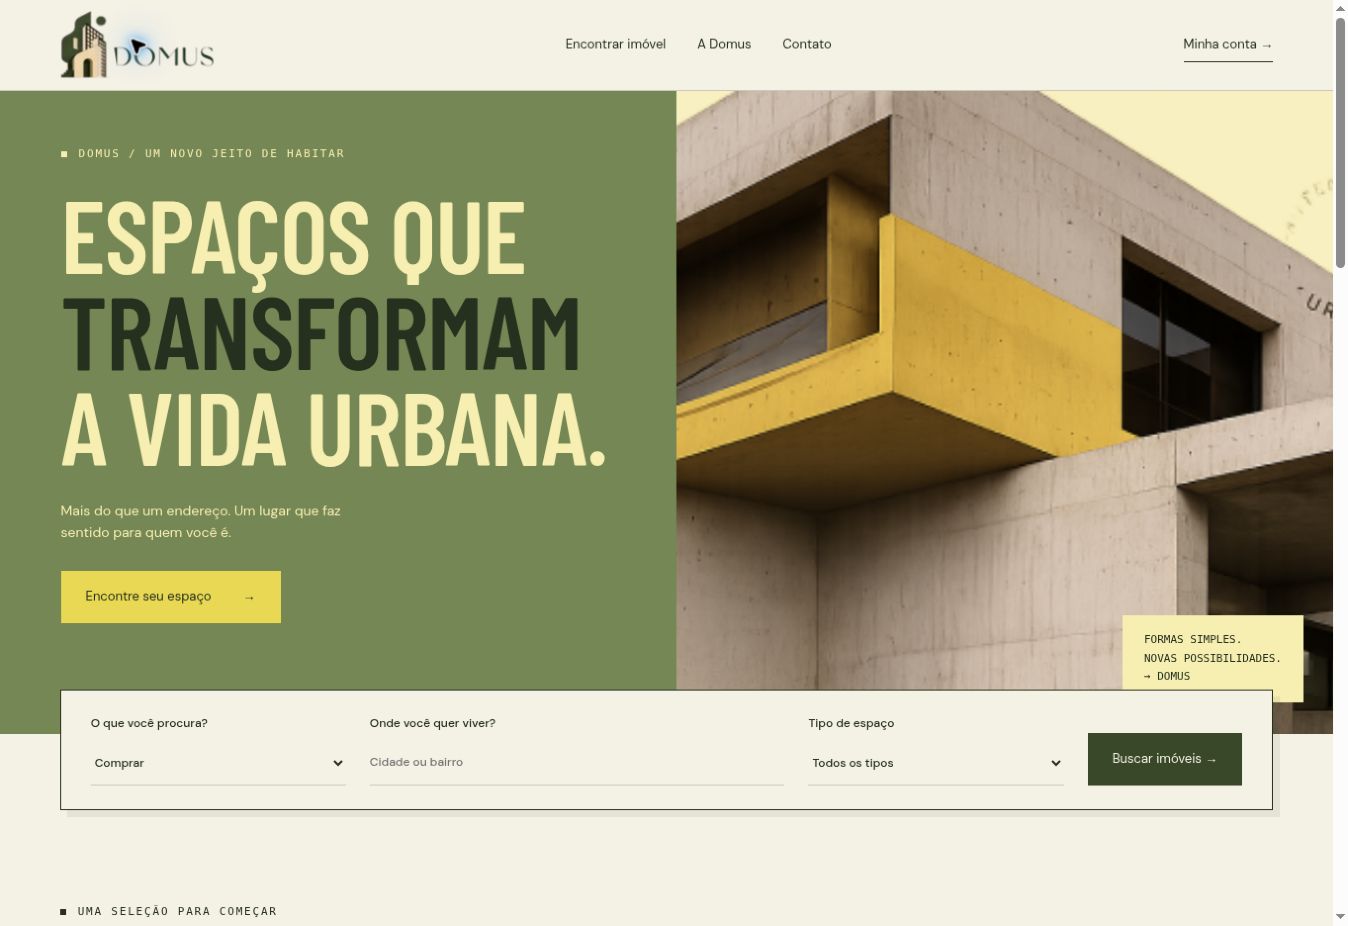 DOMUS
Encontrar imóvel
A Domus
Contato
Minha conta →
■ DOMUS / UM NOVO JEITO DE HABITAR
ESPAÇOS QUE
TRANSFORMAM
A VIDA URBANA.
Mais do que um endereço. Um lugar que faz
sentido para quem você é.
Encontre seu espaço →
FORMAS SIMPLES.
NOVAS POSSIBILIDADES.
→ DOMUS
O que você procura?
Comprar
Onde você quer viver?
Cidade ou bairro
Tipo de espaço
Todos os tipos
Buscar imóveis →
■ UMA SELEÇÃO PARA COMEÇAR